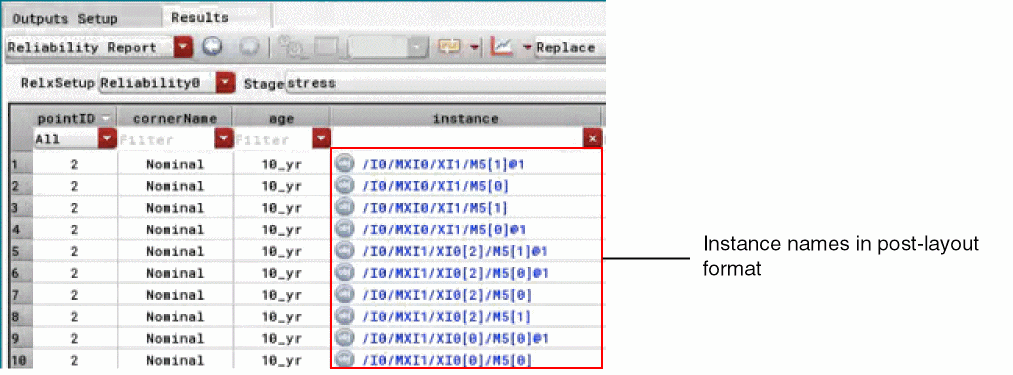 Outputs Setup Results
Reliability Report Replace
RelxSetup Reliability0 Stage stress
pointID cornerName age instance
All Filter Filter
1 2 Nominal 10_yr /I0/MXI0/XI1/M5[1]@1
2 2 Nominal 10_yr /I0/MXI0/XI1/M5[0]
3 2 Nominal 10_yr /I0/MXI0/XI1/M5[1]
4 2 Nominal 10_yr /I0/MXI0/XI1/M5[0]@1
5 2 Nominal 10_yr /I0/MXI1/XI0[2]/M5[1]@1
Instance names in post-layout
format
6 2 Nominal 10_yr /I0/MXI1/XI0[2]/M5[0]@1
7 2 Nominal 10_yr /I0/MXI1/XI0[2]/M5[0]
8 2 Nominal 10_yr /I0/MXI1/XI0[2]/M5[1]
9 2 Nominal 10_yr /I0/MXI1/XI0[0]/M5[0]@1
10 2 Nominal 10_yr /I0/MXI1/XI0[0]/M5[0]